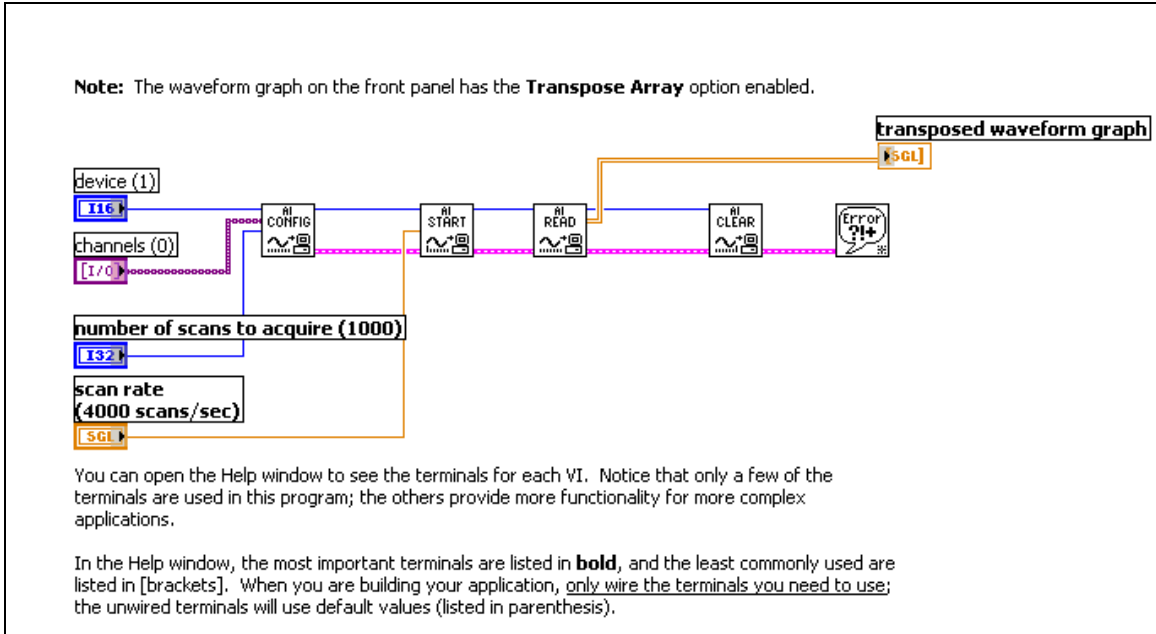 Note: The waveform graph on the front panel has the Transpose Array option enabled.
transposed waveform graph
SGL]
device (1)
I16
AI
CONFIG
AI
START
AI
READ
AI
CLEAR
Error
?!+
channels (0)
[I/O]
number of scans to acquire (1000)
I32
scan rate
(4000 scans/sec)
SGL
You can open the Help window to see the terminals for each VI. Notice that only a few of the
terminals are used in this program; the others provide more functionality for more complex
applications.
In the Help window, the most important terminals are listed in bold, and the least commonly used are
listed in [brackets]. When you are building your application, only wire the terminals you need to use;
the unwired terminals will use default values (listed in parenthesis).